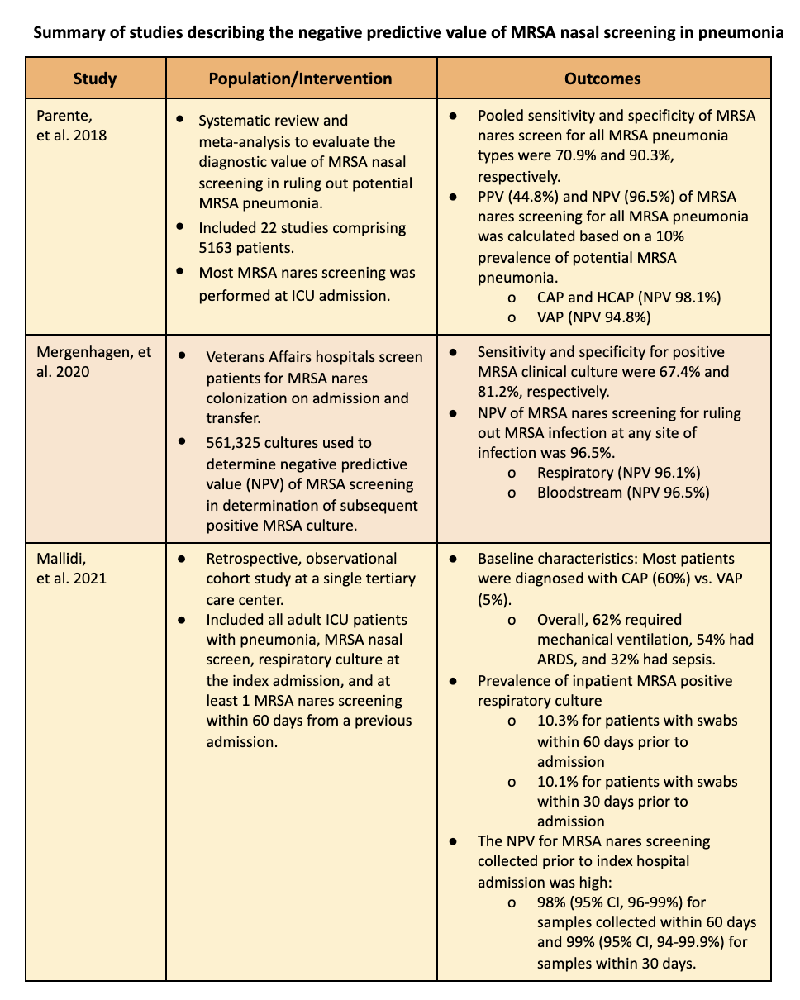 Summary of studies describing the negative predictive value of MRSA nasal screening in pneumonia
Study
Population/Intervention
Outcomes
Parente,
et al. 2018
● Systematic review and
meta-analysis to evaluate the
diagnostic value of MRSA nasal
screening in ruling out potential
MRSA pneumonia.
● Included 22 studies comprising
5163 patients.
● Most MRSA nares screening was
performed at ICU admission.
● Pooled sensitivity and specificity of MRSA
nares screen for all MRSA pneumonia
types were 70.9% and 90.3%,
respectively.
● PPV (44.8%) and NPV (96.5%) of MRSA
nares screening for all MRSA pneumonia
was calculated based on a 10%
prevalence of potential MRSA
pneumonia.
o CAP and HCAP (NPV 98.1%)
o VAP (NPV 94.8%)
Mergenhagen, et
al. 2020
● Veterans Affairs hospitals screen
patients for MRSA nares
colonization on admission and
transfer.
● 561,325 cultures used to
determine negative predictive
value (NPV) of MRSA screening
in determination of subsequent
positive MRSA culture.
● Sensitivity and specificity for positive
MRSA clinical culture were 67.4% and
81.2%, respectively.
● NPV of MRSA nares screening for ruling
out MRSA infection at any site of
infection was 96.5%.
o Respiratory (NPV 96.1%)
o Bloodstream (NPV 96.5%)
Mallidi,
et al. 2021
● Retrospective, observational
cohort study at a single tertiary
care center.
● Included all adult ICU patients
with pneumonia, MRSA nasal
screen, respiratory culture at
the index admission, and at
least 1 MRSA nares screening
within 60 days from a previous
admission.
● Baseline characteristics: Most patients
were diagnosed with CAP (60%) vs. VAP
(5%).
o Overall, 62% required
mechanical ventilation, 54% had
ARDS, and 32% had sepsis.
● Prevalence of inpatient MRSA positive
respiratory culture
o 10.3% for patients with swabs
within 60 days prior to
admission
o 10.1% for patients with swabs
within 30 days prior to
admission
● The NPV for MRSA nares screening
collected prior to index hospital
admission was high:
o 98% (95% CI, 96-99%) for
samples collected within 60 days
and 99% (95% CI, 94-99.9%) for
samples within 30 days.